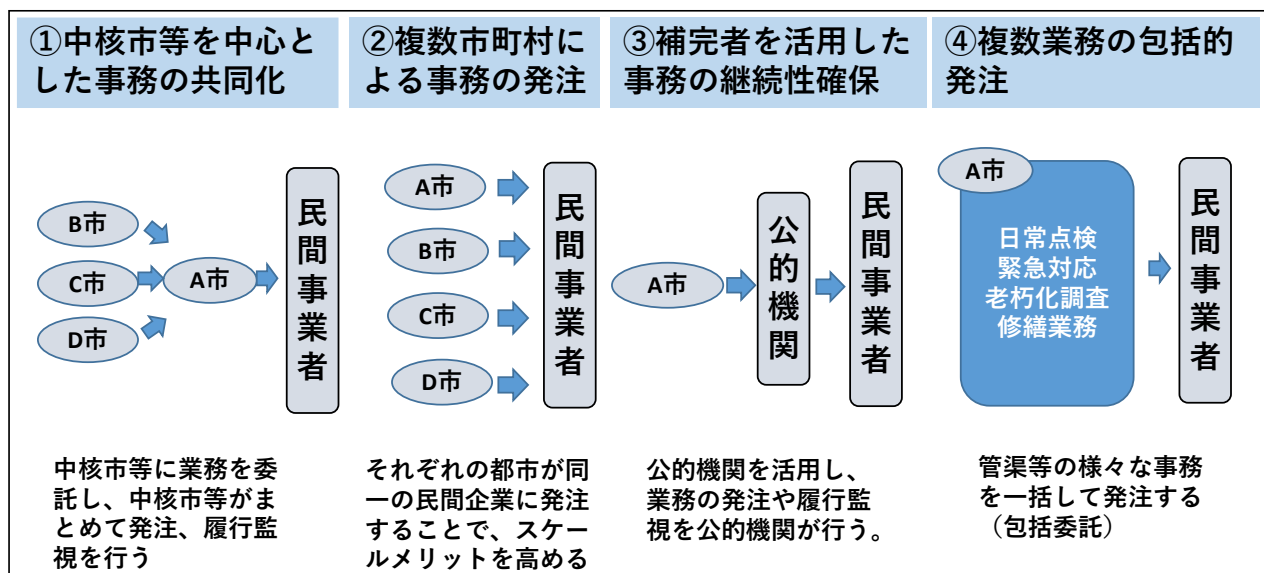 ①中核市等を中心と
した事務の共同化
B市
C市
D市
A市
民間事業者
中核市等に業務を委
託し、中核市等がま
とめて発注、履行監
視を行う
②複数市町村に
よる事務の発注
A市
B市
C市
D市
民間事業者
それぞれの都市が同
一の民間企業に発注
することで、スケー
ルメリットを高める
③補完者を活用した
事務の継続性確保
A市
公的機関
民間事業者
公的機関を活用し、
業務の発注や履行監
視を公的機関が行う。
④複数業務の包括的
発注
A市
日常点検
緊急対応
老朽化調査
修繕業務
民間事業者
管渠等の様々な事務
を一括して発注する
（包括委託）